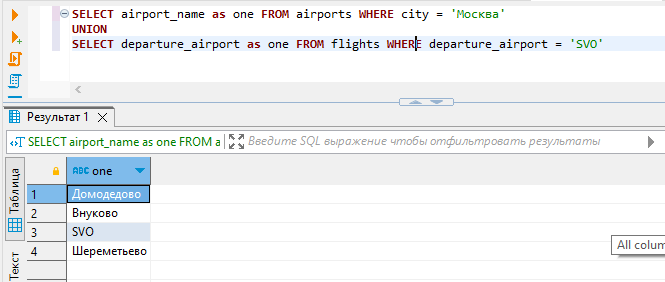 SELECT airport_name as one FROM airports WHERE city = 'Москва'
UNION
SELECT departure_airport as one FROM flights WHERE departure_airport = 'SVO'
Результат 1
SELECT airport_name as one FROM a
Введите SQL выражение чтобы отфильтровать результаты
Таблица
Текст
ABC one
1 Домодедово
2 Внуково
3 SVO
4 Шереметьево
All colum